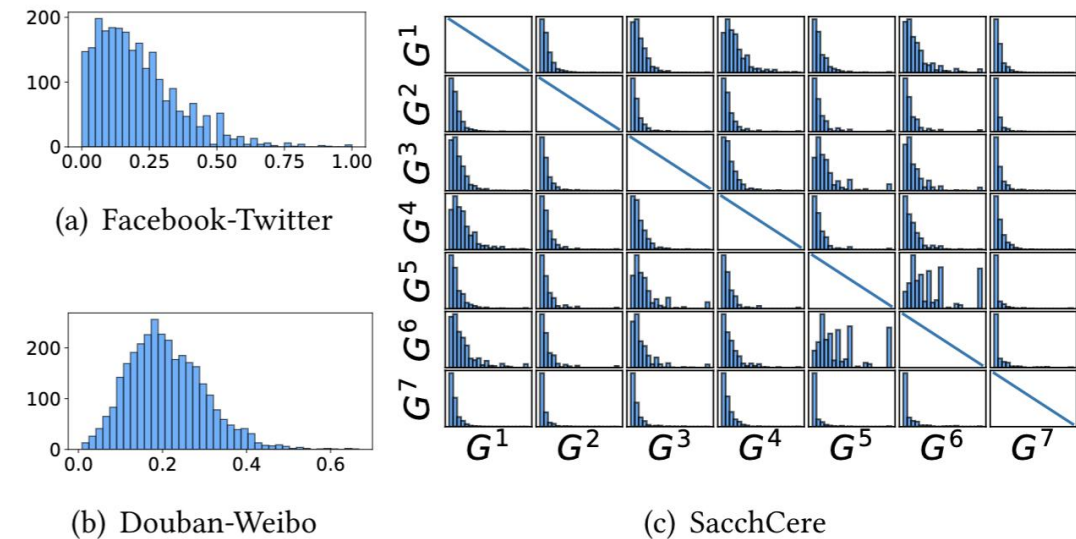 200
100
0
0.00 0.25 0.50 0.75 1.00
(a) Facebook-Twitter
200
100
0
0.0 0.2 0.4 0.6
(b) Douban-Weibo
G¹
G²
G³
G⁴
G⁵
G⁶
G⁷
G¹ G² G³ G⁴ G⁵ G⁶ G⁷
(c) SacchCere